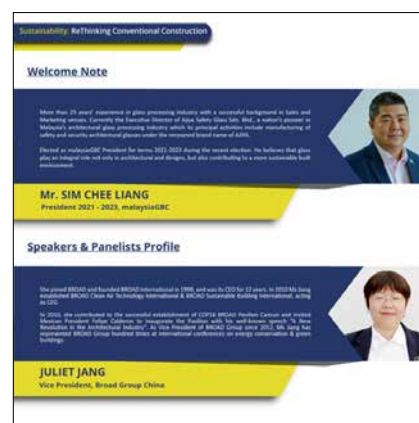 Sustainability: ReThinking Conventional Construction
Welcome Note
More than 25 years' experience in glass processing industry with a successful background in Sales and
Marketing venues. Currently the Executive Director of Ajiya Safety Glass Sdn. Bhd., a nation's pioneer in
Malaysia's architectural glass processing industry which its principal activities include manufacturing of
safety and security architectural glasses under the renowned brand name of AJIYA.
Elected as malaysiaGBC President for terms 2021-2023 during the recent election. He believes that glass
play an integral role not only in architectural and designs, but also contributing to a more sustainable built
environment.
Mr. SIM CHEE LIANG
President 2021 - 2023, malaysiaGBC
Speakers & Panelists Profile
She joined BROAD and founded BROAD International in 1998, and was its CEO for 12 years. In 2010 Ms Jiang
established BROAD Clean Air Technology International & BROAD Sustainable Building International, acting
as CEO.
In 2010, she contributed to the successful establishment of COP16 BROAD Pavilion Cancun and invited
Mexican President Felipe Calderon to inaugurate the Pavilion with his well-known speech "A New
Revolution in the Architectural Industry". As Vice President of BROAD Group since 2012, Ms Jiang has
represented BROAD Group hundred times at international conferences on energy conservation & green
buildings.
JULIET JANG
Vice President, Broad Group China